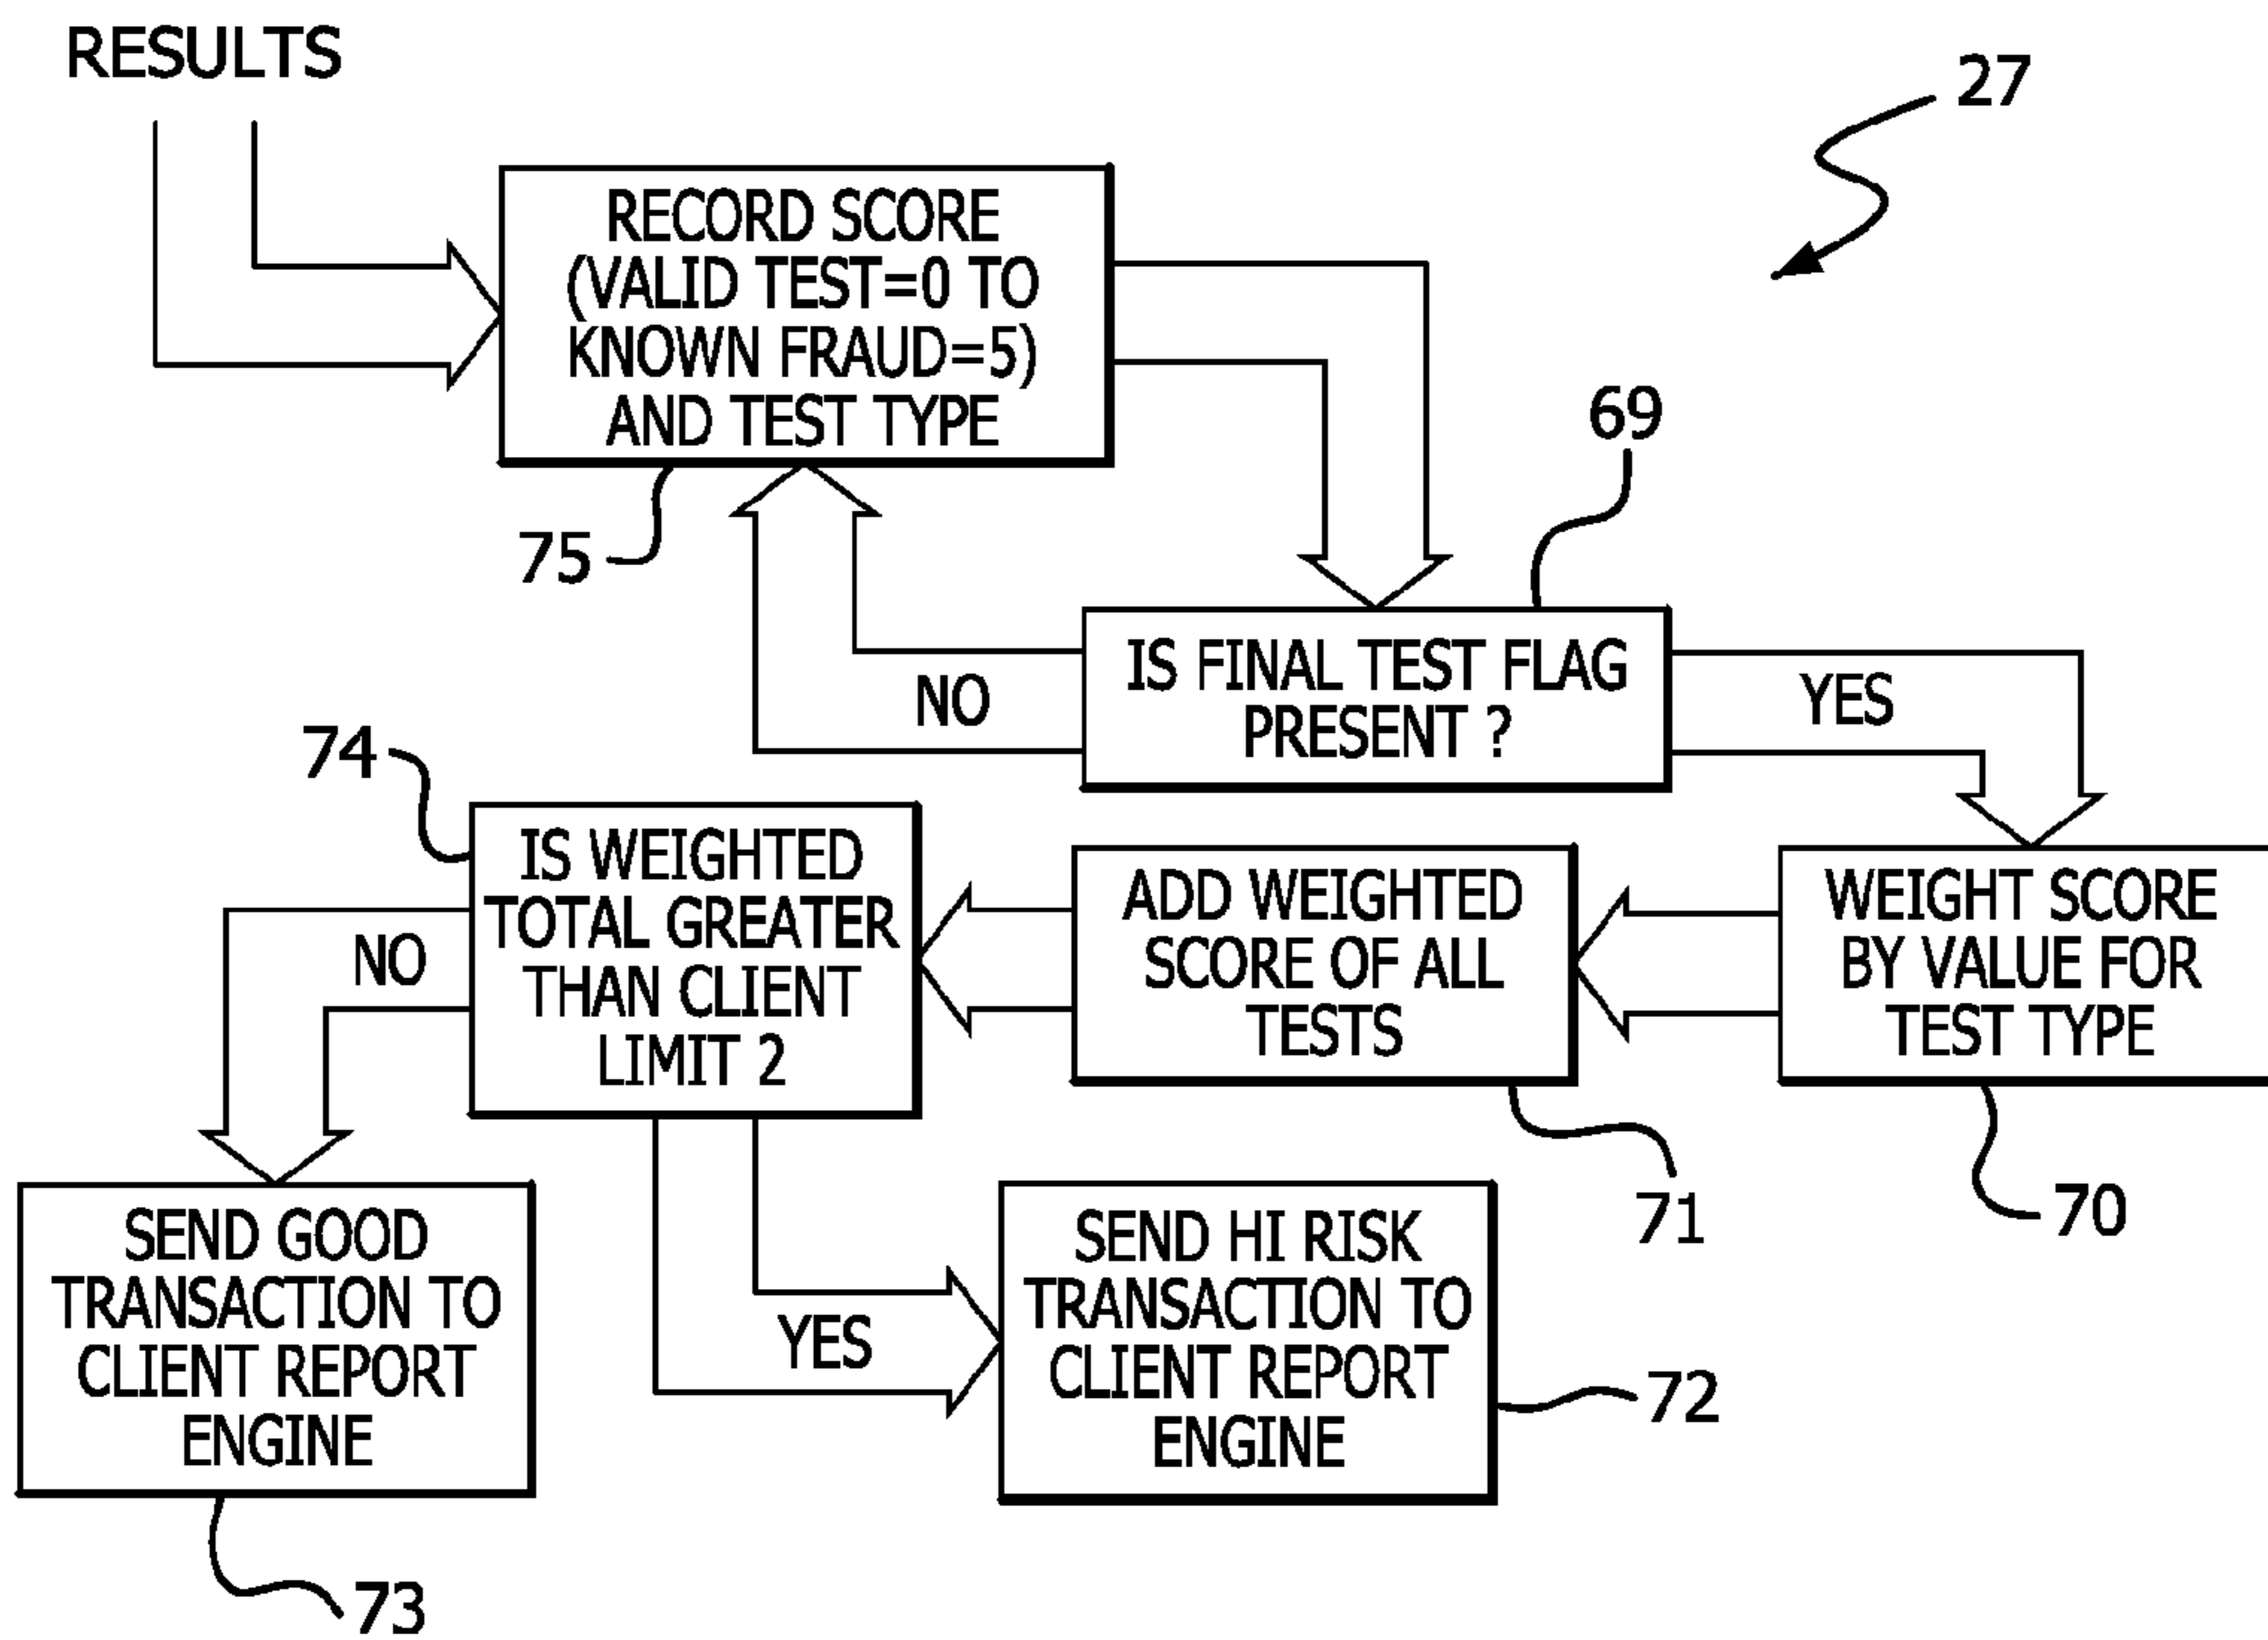 RESULTS
27
RECORD SCORE
(VALID TEST=0 TO
KNOWN FRAUD=5)
AND TEST TYPE
75
69
IS FINAL TEST FLAG
PRESENT ?
NO
YES
74
IS WEIGHTED
TOTAL GREATER
THAN CLIENT
LIMIT 2
ADD WEIGHTED
SCORE OF ALL
TESTS
WEIGHT SCORE
BY VALUE FOR
TEST TYPE
NO
71
70
SEND GOOD
TRANSACTION TO
CLIENT REPORT
ENGINE
YES
SEND HI RISK
TRANSACTION TO
CLIENT REPORT
ENGINE
72
73